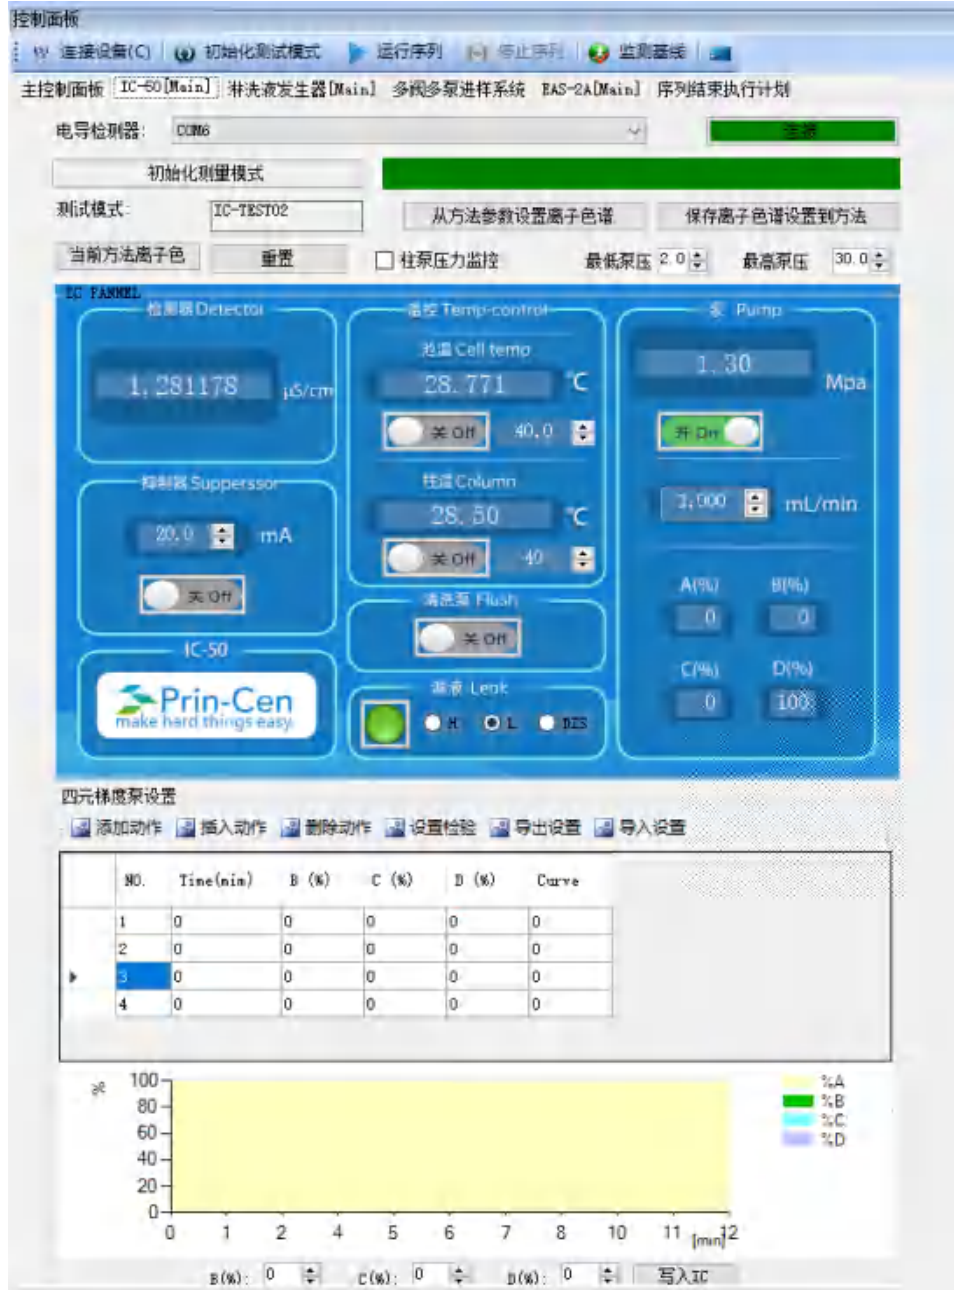 控制面板
连接设备(C) 初始化测试模式 运行序列 停止序列 监测基线
主控制面板 IC-60[Main] 淋洗液发生器[Main] 多阀多泵进样系统 EAS-2A[Main] 序列结束执行计划
电导检测器: COM6 连接
初始化测量模式
测试模式: IC-TEST02 从方法参数设置离子色谱 保存离子色谱设置到方法
当前方法离子色 重置 柱泵压力监控 最低泵压 2.0 最高泵压 30.0
IC PANNEL
检测器 Detector 温控 Temp-control 泵 Pump
池温 Cell temp
1.281178 μS/cm 28.771 ℃ 1.30 Mpa
关 Off 40.0 开 On
抑制器 Supperssor 柱温 Column
20.0 mA 28.50 ℃ mL/min
关 Off 关 Off 40
A(%) B(%)
清洗泵 Flush 0 0
关 Off
IC-50 C(%) D(%)
漏液 Leak 0 100
Prin-Cen
make hard things easy. H L DIS
四元梯度泵设置
添加动作 插入动作 删除动作 设置检验 导出设置 导入设置
NO. Time(min) B (%) C (%) D (%) Curve
1 0 0 0 0 0
2 0 0 0 0 0
3 0 0 0 0 0
4 0 0 0 0 0
% 100 %A
80 %B
60 %C
40 %D
20
0
0 1 2 4 5 6 7 8 10 11 12
[min]
B(%): 0 C(%): 0 D(%): 0 写入IC